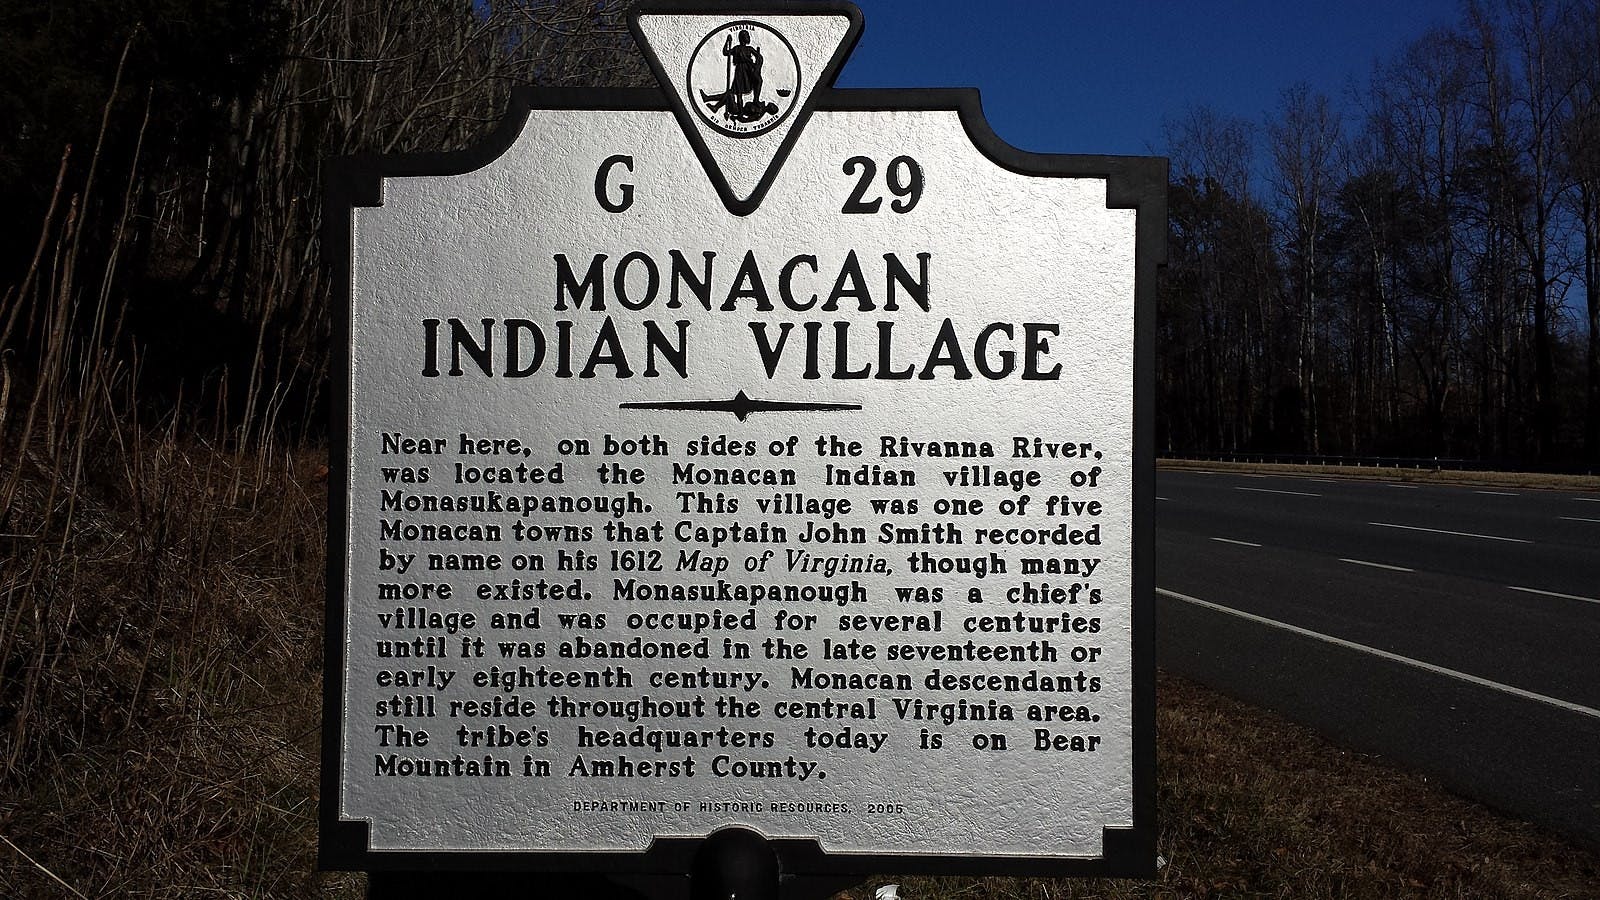 VIRGINIA
SIC SEMPER TYRANNIS
G 29
MONACAN
INDIAN VILLAGE
Near here, on both sides of the Rivanna River,
was located the Monacan Indian village of
Monasukapanough. This village was one of five
Monacan towns that Captain John Smith recorded
by name on his 1612 Map of Virginia, though many
more existed. Monasukapanough was a chief's
village and was occupied for several centuries
until it was abandoned in the late seventeenth or
early eighteenth century. Monacan descendants
still reside throughout the central Virginia area.
The tribe's headquarters today is on Bear
Mountain in Amherst County.
DEPARTMENT OF HISTORIC RESOURCES, 2005